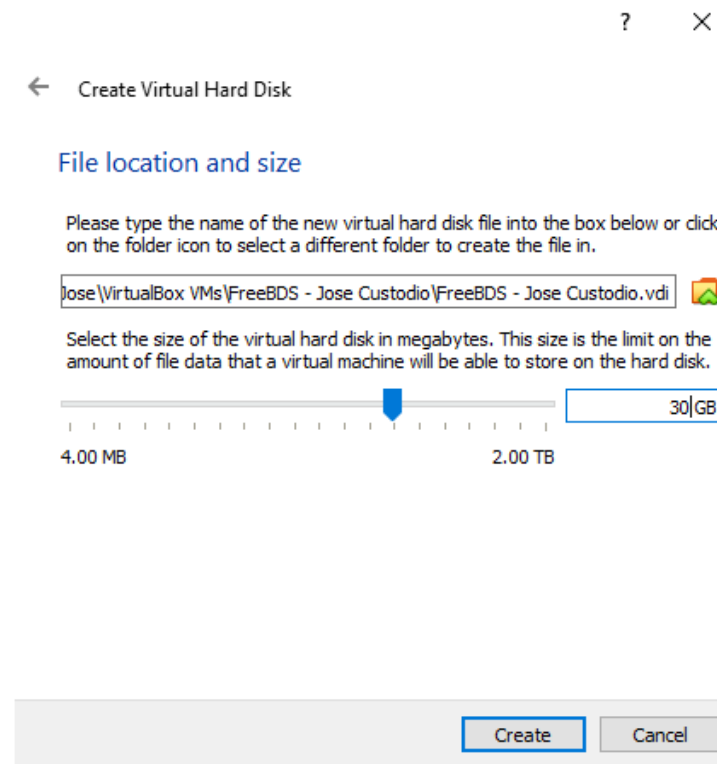 ?
Create Virtual Hard Disk
File location and size
Please type the name of the new virtual hard disk file into the box below or click
on the folder icon to select a different folder to create the file in.
Jose\VirtualBox VMs\FreeBDS - Jose Custodio\FreeBDS - Jose Custodio.vdi
Select the size of the virtual hard disk in megabytes. This size is the limit on the
amount of file data that a virtual machine will be able to store on the hard disk.
30 GB
4.00 MB 2.00 TB
Create Cancel